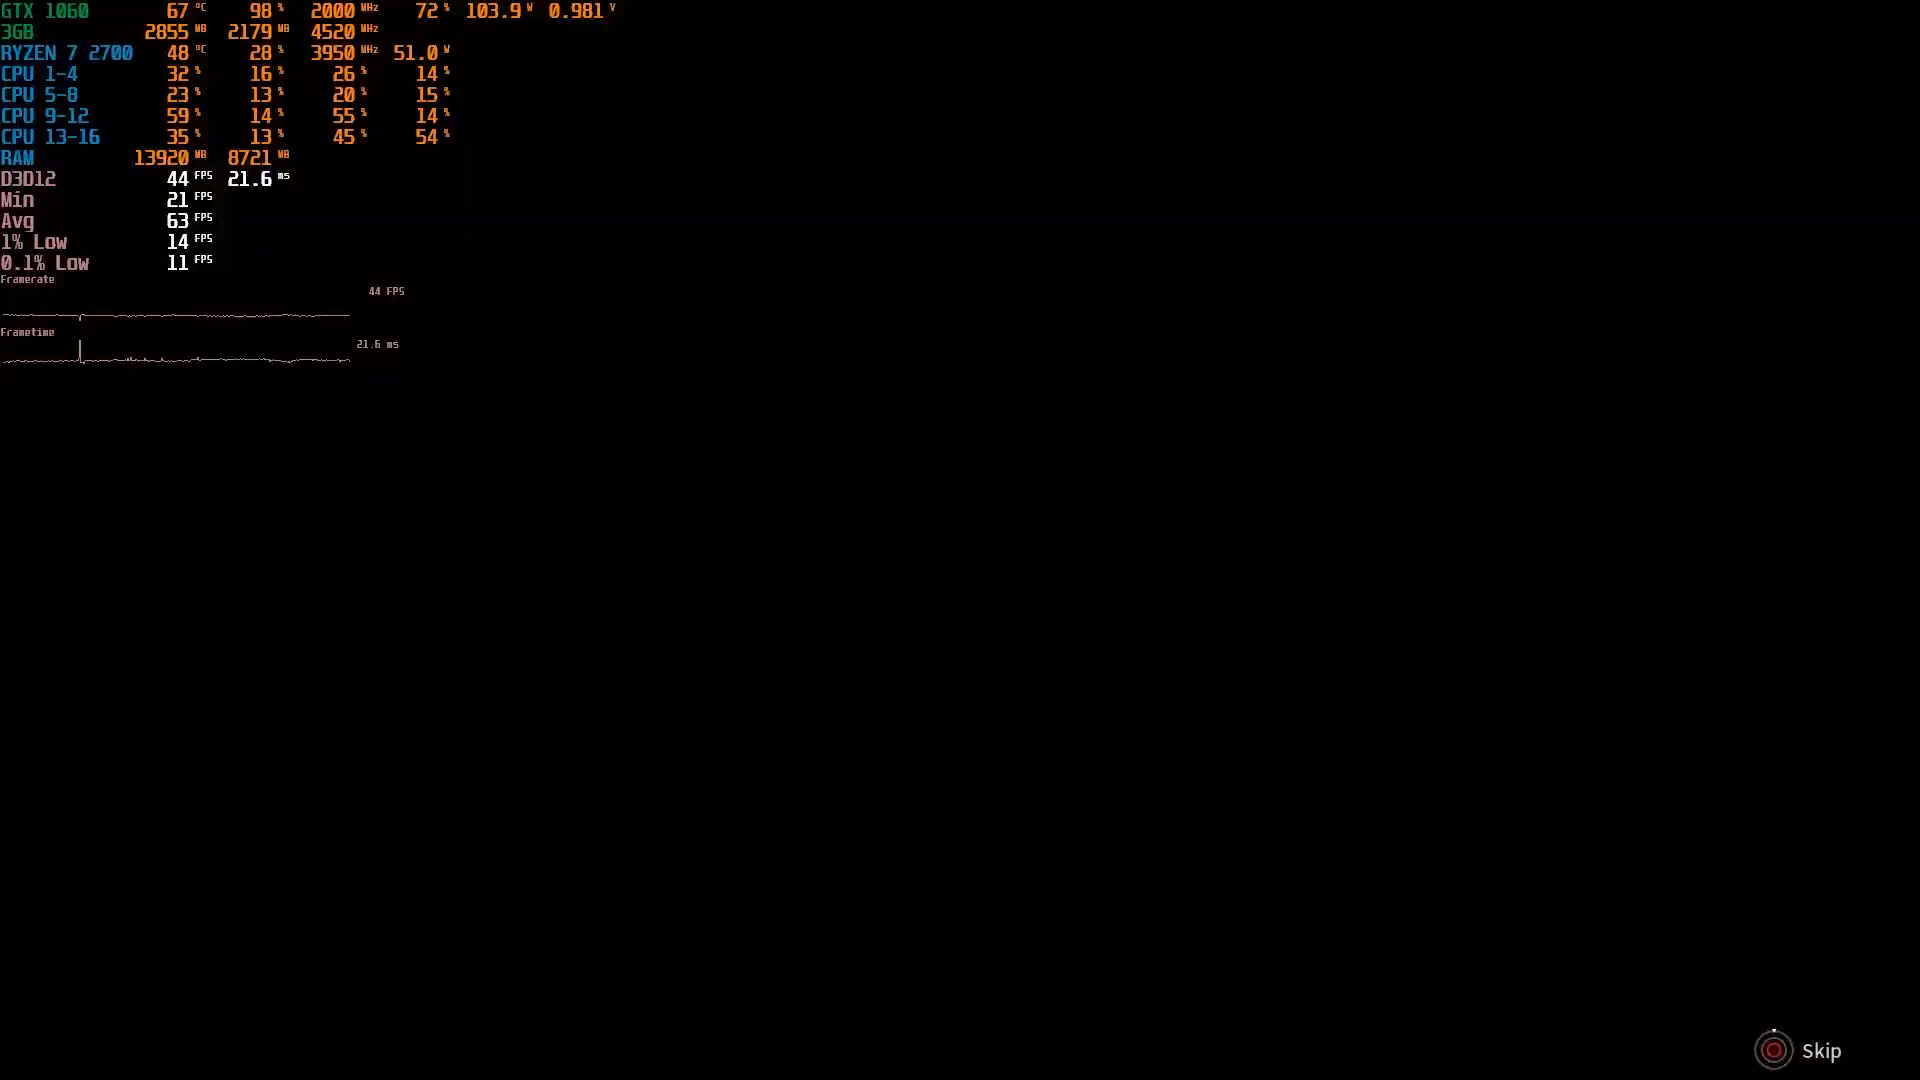 GTX 1060 67 °C 98 % 2000 MHz 72 % 103.9 W 0.981 V
3GB 2855 MB 2179 MB 4520 MHz
RYZEN 7 2700 48 °C 28 % 3950 MHz 51.0 W
CPU 1-4 32 % 16 % 26 % 14 %
CPU 5-8 23 % 13 % 20 % 15 %
CPU 9-12 59 % 14 % 55 % 14 %
CPU 13-16 35 % 13 % 45 % 54 %
RAM 13920 MB 8721 MB
D3D12 44 FPS 21.6 ms
Min 21 FPS
Avg 63 FPS
1% Low 14 FPS
0.1% Low 11 FPS
Framerate
44 FPS
Frametime
21.6 ms
Skip